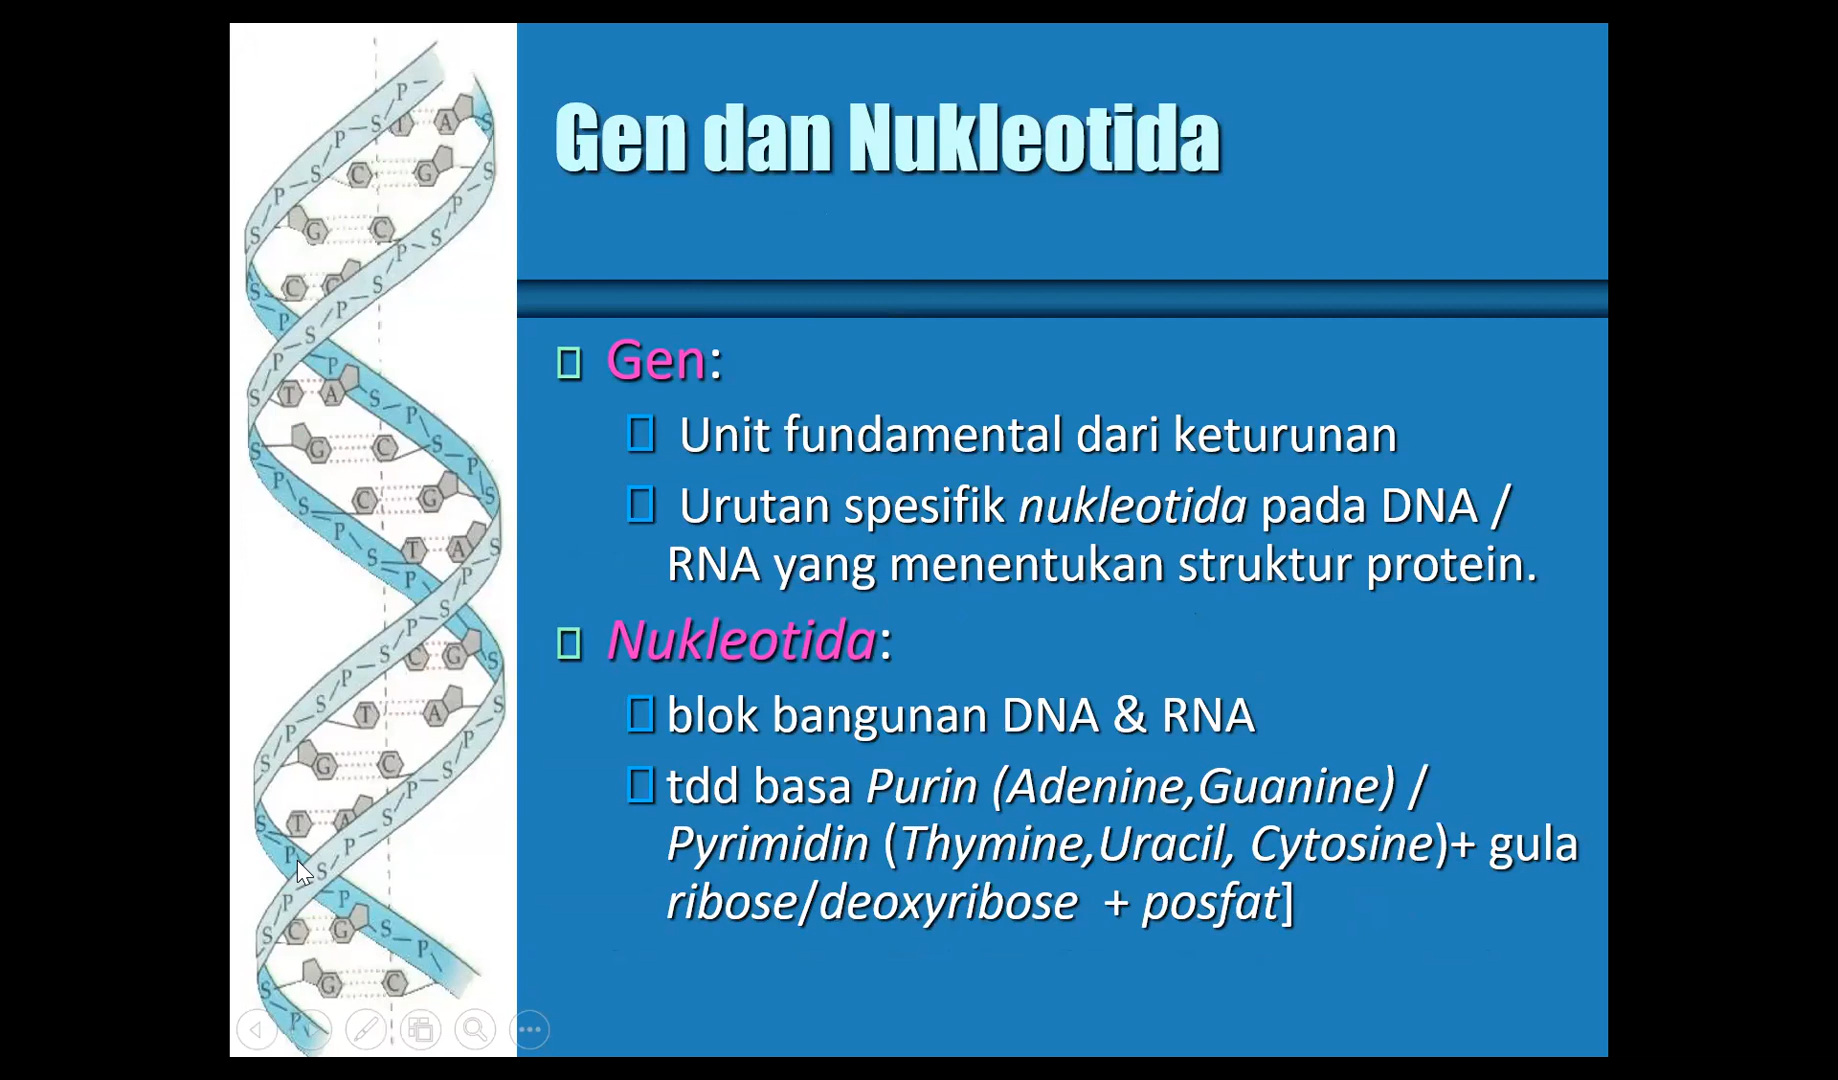 Gen dan Nukleotida
Gen:
Unit fundamental dari keturunan
Urutan spesifik nukleotida pada DNA /
RNA yang menentukan struktur protein.
Nukleotida:
blok bangunan DNA & RNA
tdd basa Purin (Adenine,Guanine) /
Pyrimidin (Thymine,Uracil, Cytosine)+ gula
ribose/deoxyribose + posfat]